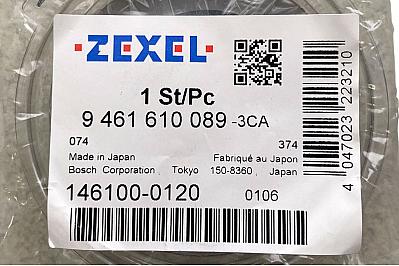 ·ZEXEL·
1 St/Pc
9 461 610 089 -3CA
074 374
Made in Japan Fabriqué au Japon
Bosch Corporation, Tokyo 150-8360, Japan
146100-0120 0106
4 047023 223210